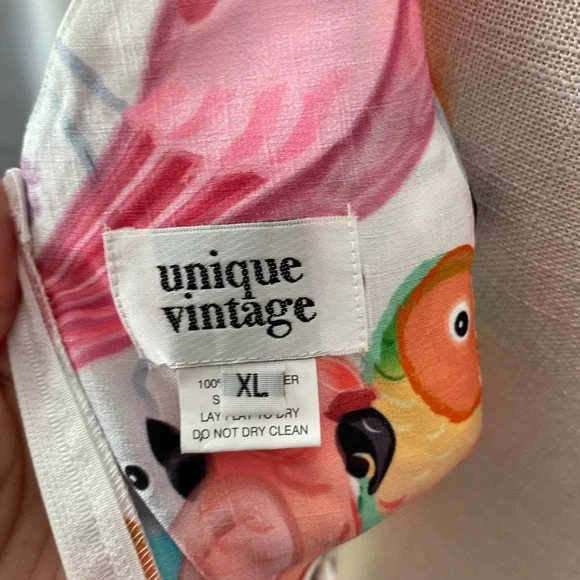 unique
vintage
XL
LAY FLAT TO DRY
DO NOT DRY CLEAN